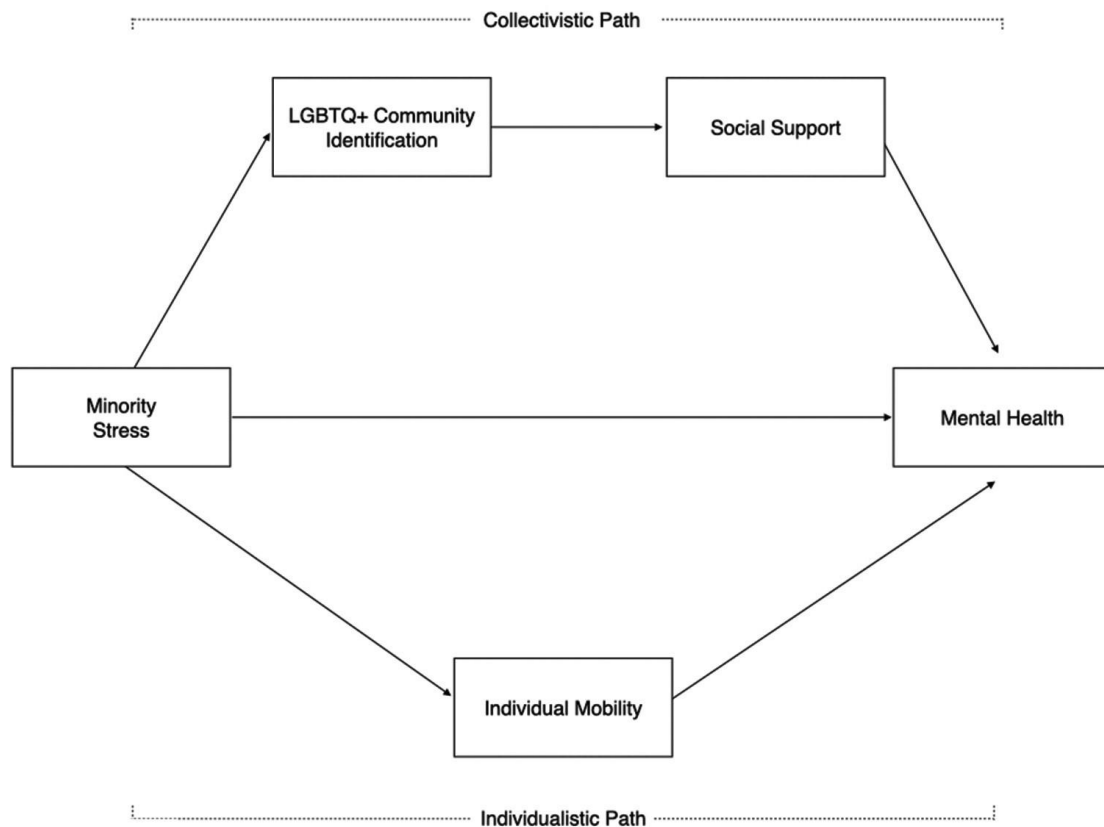 Collectivistic Path
LGBTQ+ Community
Identification
Social Support
Minority
Stress
Mental Health
Individual Mobility
Individualistic Path